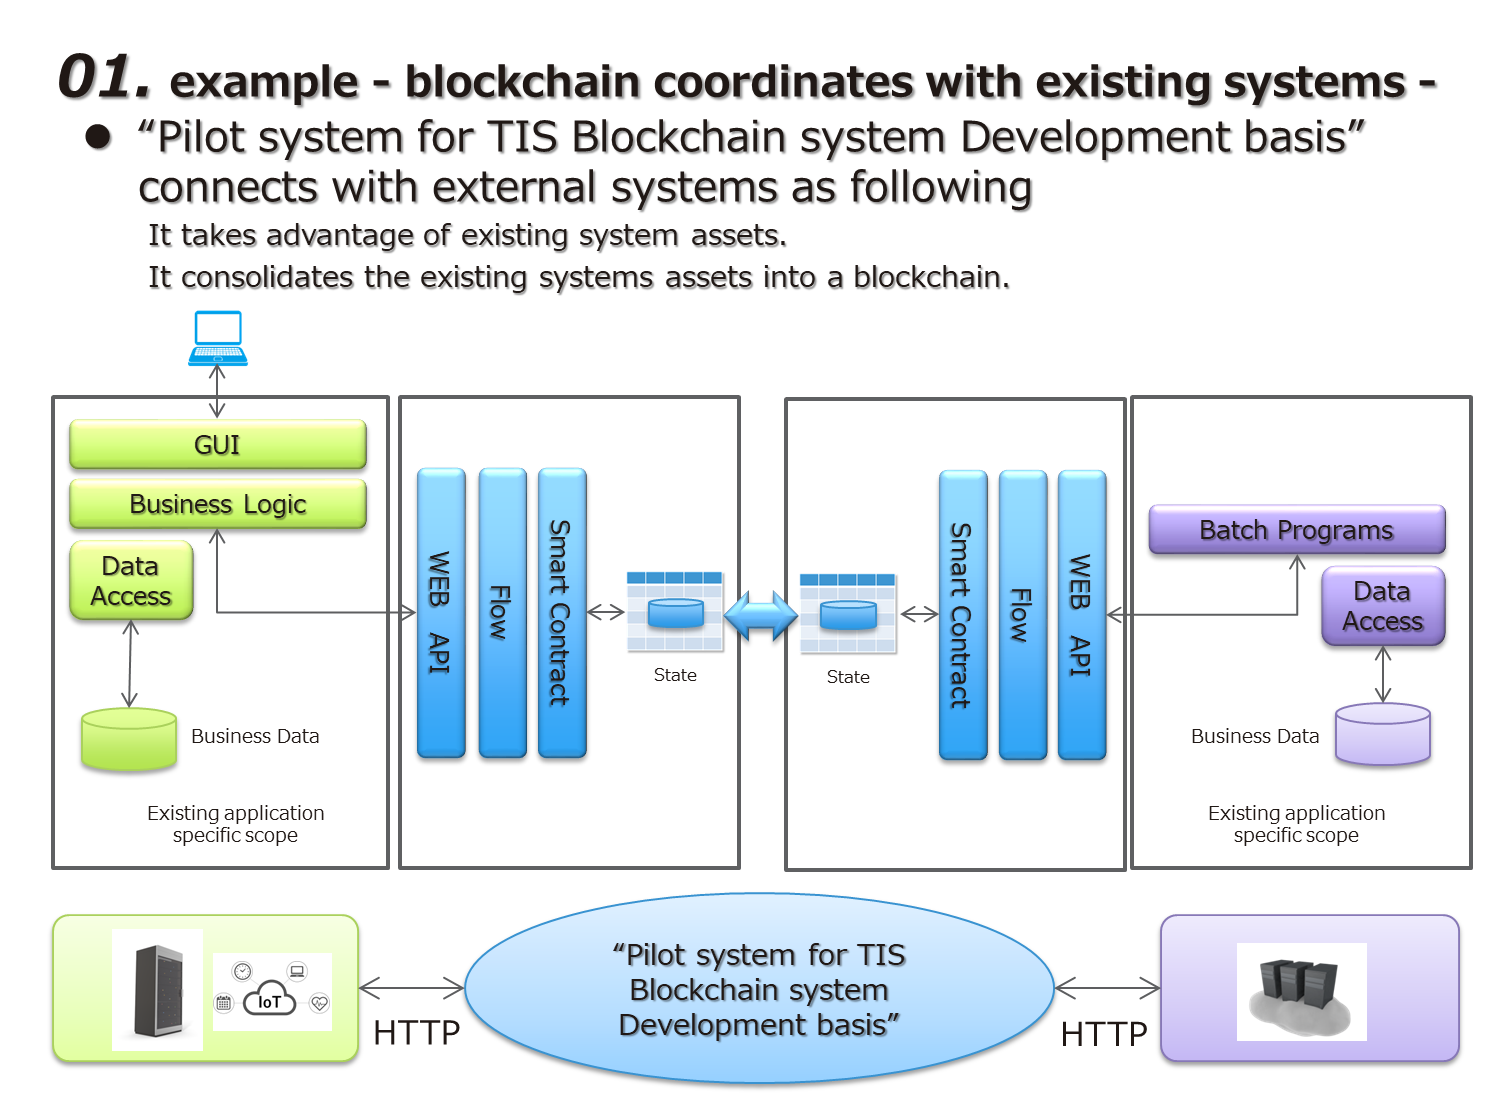 01. example - blockchain coordinates with existing systems -
● “Pilot system for TIS Blockchain system Development basis”
connects with external systems as following
It takes advantage of existing system assets.
It consolidates the existing systems assets into a blockchain.
GUI
Business Logic
Data
Access
Business Data
Existing application
specific scope
WEB API
Flow
Smart Contract
State
State
Smart Contract
Flow
WEB API
Batch Programs
Data
Access
Business Data
Existing application
specific scope
IoT
HTTP
“Pilot system for TIS
Blockchain system
Development basis”
HTTP